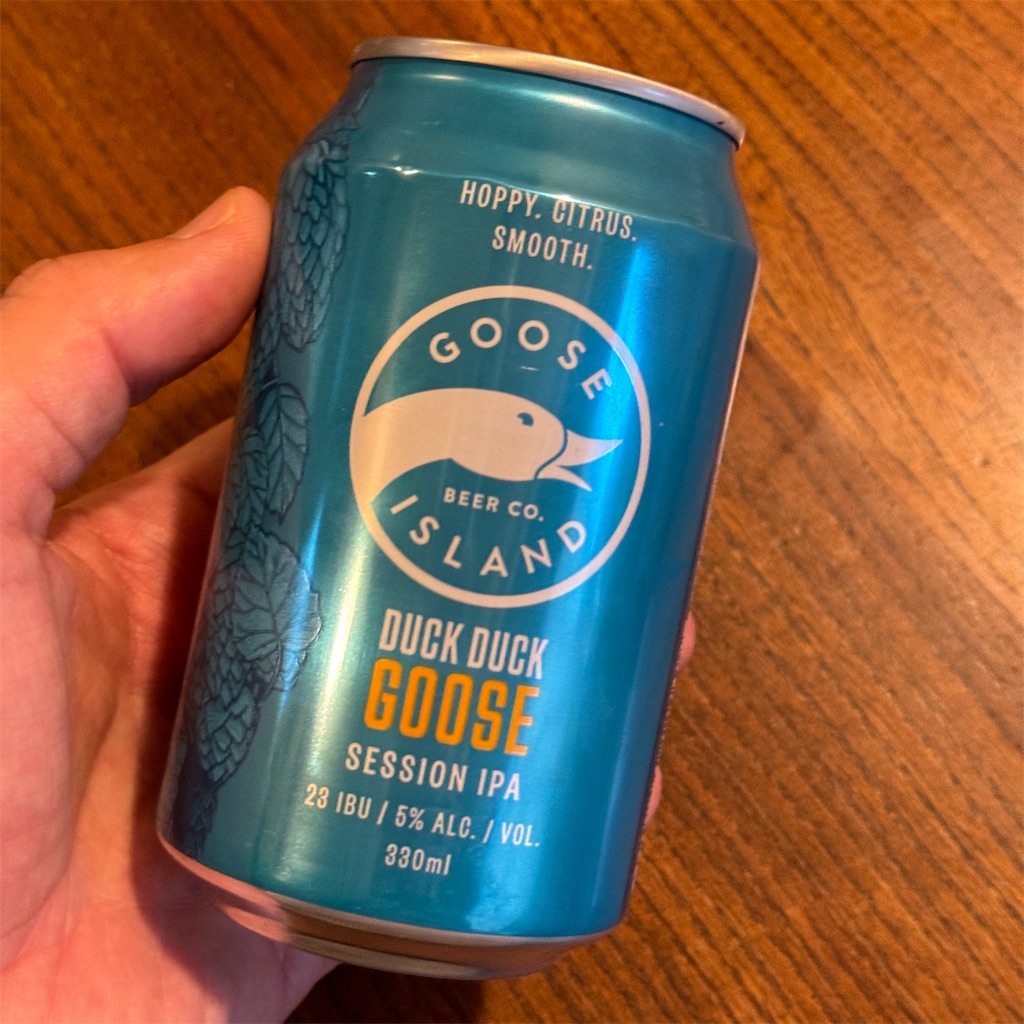 HOPPY. CITRUS.
SMOOTH.
GOOSE
BEER CO.
ISLAND
DUCK DUCK
GOOSE
SESSION IPA
23 IBU / 5% ALC. / VOL.
330ml